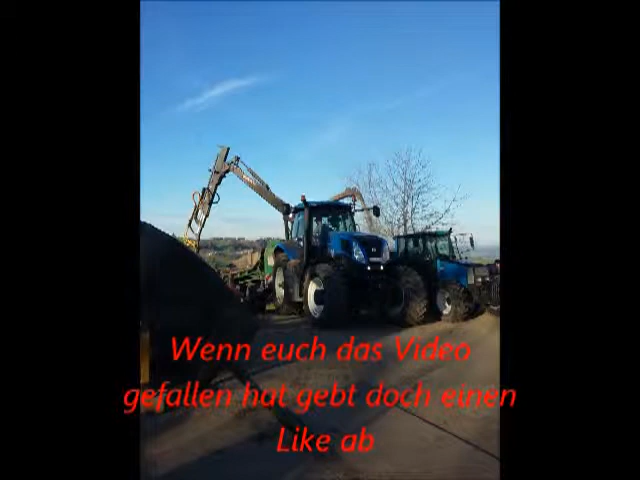 Wenn euch das Video
gefallen hat gebt doch einen
Like ab